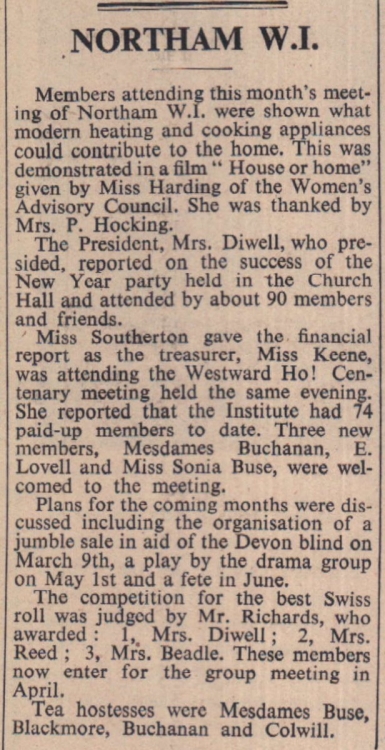 NORTHAM W.I.
Members attending this month's meet-
ing of Northam W.I. were shown what
modern heating and cooking appliances
could contribute to the home. This was
demonstrated in a film " House or home"
given by Miss Harding of the Women's
Advisory Council. She was thanked by
Mrs. P. Hocking.
The President, Mrs. Diwell, who pre-
sided, reported on the success of the
New Year party held in the Church
Hall and attended by about 90 members
and friends.
Miss Southerton gave the financial
report as the treasurer, Miss Keene,
was attending the Westward Ho! Cen-
tenary meeting held the same evening.
She reported that the Institute had 74
paid-up members to date. Three new
members, Mesdames Buchanan, E.
Lovell and Miss Sonia Buse, were wel-
comed to the meeting.
Plans for the coming months were dis-
cussed including the organisation of a
jumble sale in aid of the Devon blind on
March 9th, a play by the drama group
on May 1st and a fete in June.
The competition for the best Swiss
roll was judged by Mr. Richards, who
awarded : 1, Mrs. Diwell ; 2, Mrs.
Reed ; 3, Mrs. Beadle. These members
now enter for the group meeting in
April.
Tea hostesses were Mesdames Buse,
Blackmore, Buchanan and Colwill.